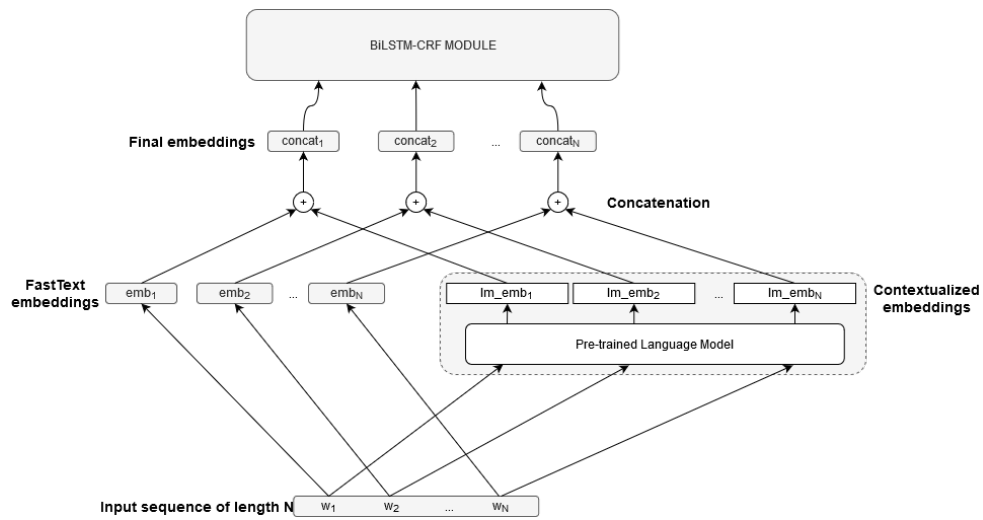 BiLSTM-CRF MODULE
Final embeddings
concat1
concat2
...
concatN
+
+
+
Concatenation
FastText
embeddings
emb1
emb2
...
embN
lm_emb1
lm_emb2
...
lm_embN
Contextualized
embeddings
Pre-trained Language Model
Input sequence of length N
w1
w2
...
wN